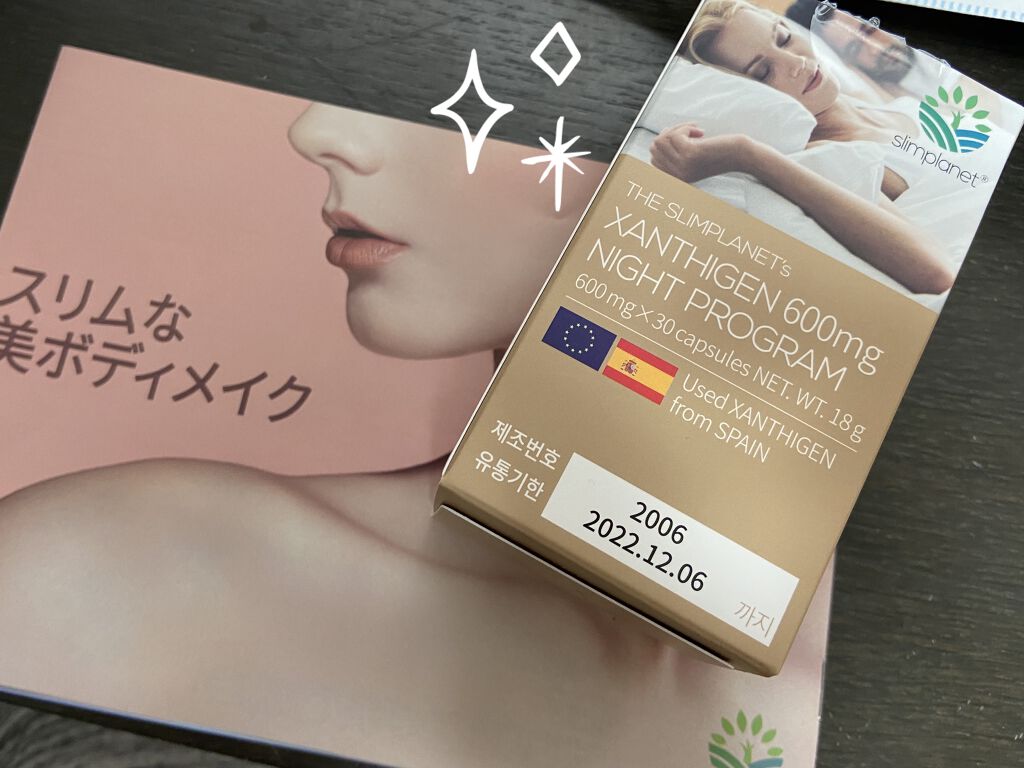 スリムな
美ボディメイク
slimplanet®
THE SLIMPLANET's
XANTHIGEN 600mg
NIGHT PROGRAM
600 mg×30 capsules NET. WT. 18 g
Used XANTHIGEN
from SPAIN
제조번호
유통기한
2006
2022.12.06
까지